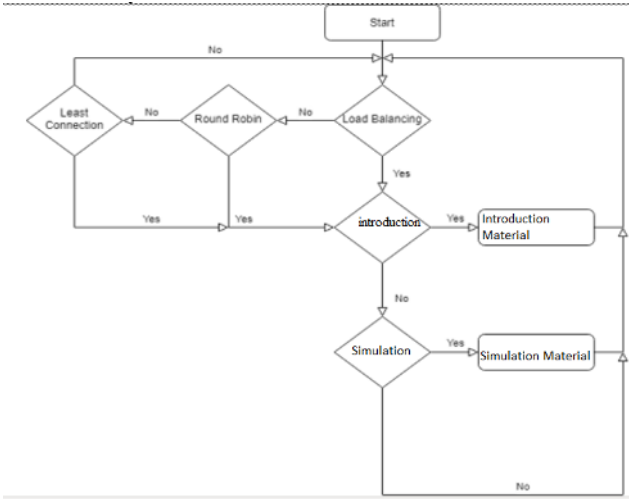 Start
No
Least
Connection
No
Round Robin
No
Load Balancing
Yes
Yes
Yes
introduction
Yes
Introduction
Material
No
Simulation
Yes
Simulation Material
No